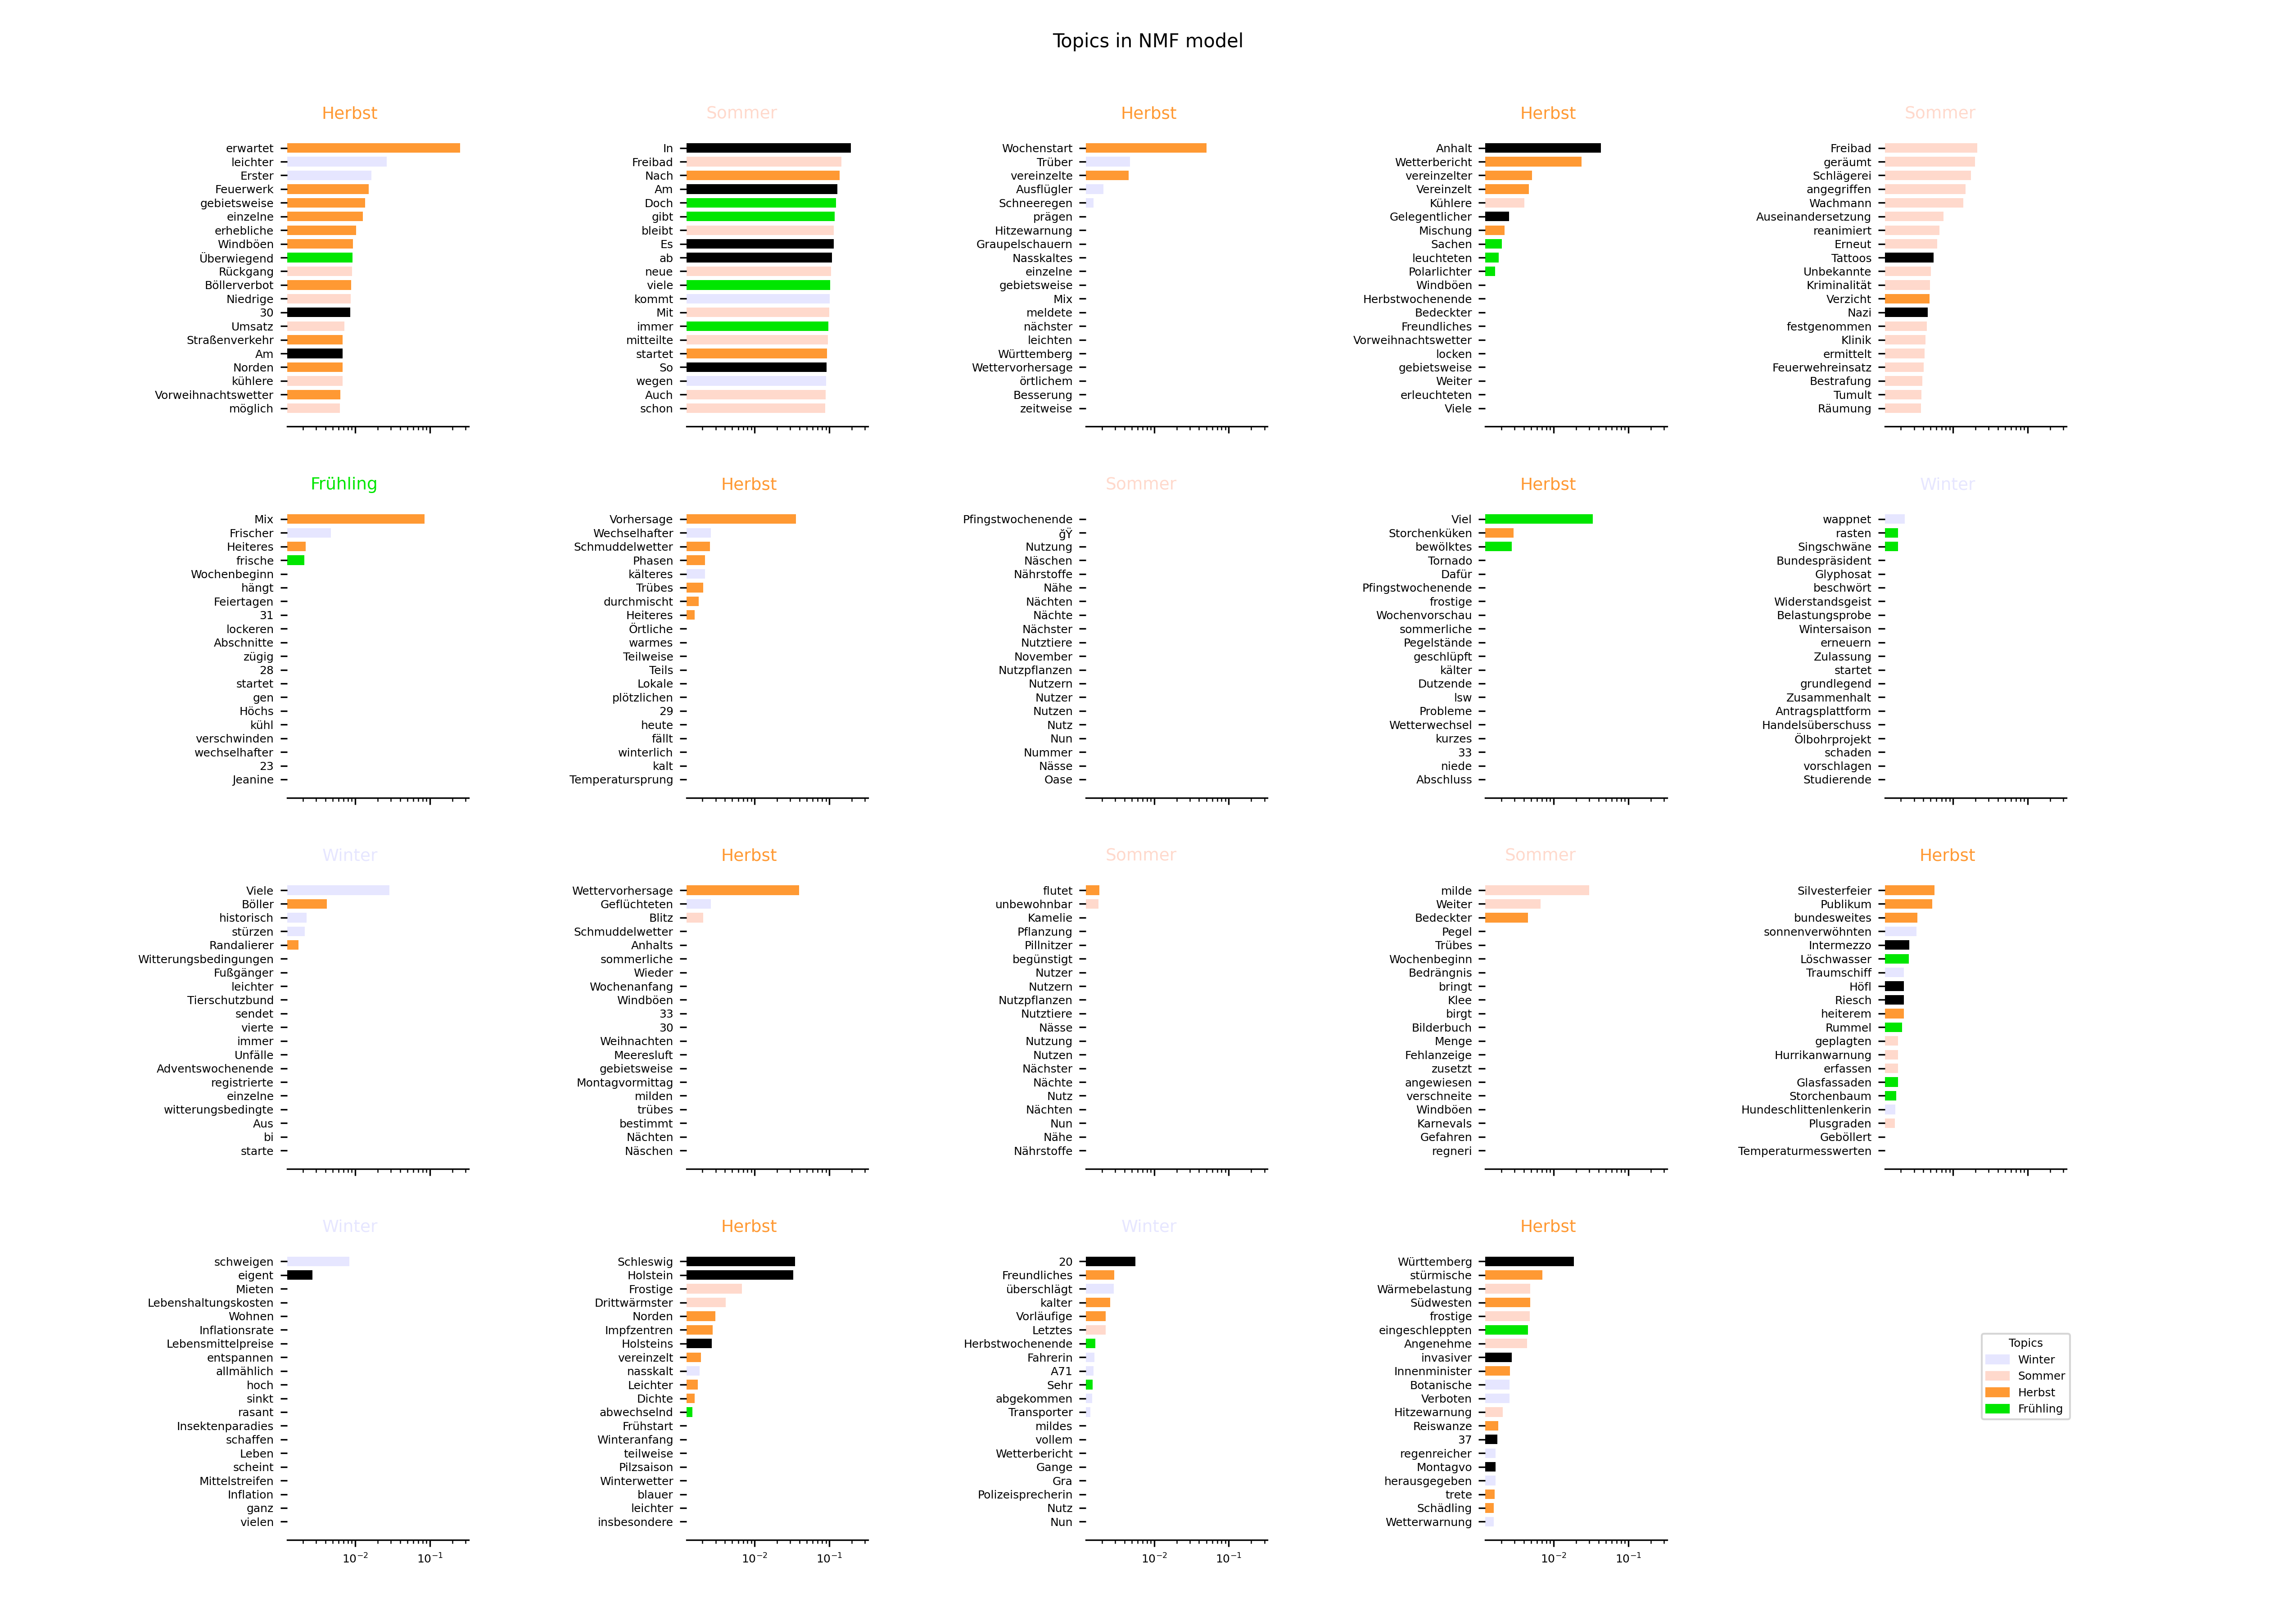 Topics in NMF model
Herbst
erwartet
leichter
Erster
Feuerwerk
gebietsweise
einzelne
erhebliche
Windböen
Überwiegend
Rückgang
Böllerverbot
Niedrige
30
Umsatz
Straßenverkehr
Am
Norden
kühlere
Vorweihnachtswetter
möglich
Sommer
In
Freibad
Nach
Am
Doch
gibt
bleibt
Es
ab
neue
viele
kommt
Mit
immer
mitteilte
startet
So
wegen
Auch
schon
Herbst
Wochenstart
Trüber
vereinzelte
Ausflügler
Schneeregen
prägen
Hitzewarnung
Graupelschauern
Nasskaltes
einzelne
gebietsweise
Mix
meldete
nächster
leichten
Württemberg
Wettervorhersage
örtlichem
Besserung
zeitweise
Herbst
Anhalt
Wetterbericht
vereinzelter
Vereinzelt
Kühlere
Gelegentlicher
Mischung
Sachen
leuchteten
Polarlichter
Windböen
Herbstwochenende
Bedeckter
Freundliches
Vorweihnachtswetter
locken
gebietsweise
Weiter
erleuchteten
Viele
Sommer
Freibad
geräumt
Schlägerei
angegriffen
Wachmann
Auseinandersetzung
reanimiert
Erneut
Tattoos
Unbekannte
Kriminalität
Verzicht
Nazi
festgenommen
Klinik
ermittelt
Feuerwehreinsatz
Bestrafung
Tumult
Räumung
Frühling
Mix
Frischer
Heiteres
frische
Wochenbeginn
hängt
Feiertagen
31
lockeren
Abschnitte
zügig
28
startet
gen
Höchs
kühl
verschwinden
wechselhafter
23
Jeanine
Herbst
Vorhersage
Wechselhafter
Schmuddelwetter
Phasen
kälteres
Trübes
durchmischt
Heiteres
Örtliche
warmes
Teilweise
Teils
Lokale
plötzlichen
29
heute
fällt
winterlich
kalt
Temperatursprung
Sommer
Pfingstwochenende
ğŸ
Nutzung
Näschen
Nährstoffe
Nähe
Nächten
Nächte
Nächster
Nutztiere
November
Nutzpflanzen
Nutzern
Nutzer
Nutzen
Nutz
Nun
Nummer
Nässe
Oase
Herbst
Viel
Storchenküken
bewölktes
Tornado
Dafür
Pfingstwochenende
frostige
Wochenvorschau
sommerliche
Pegelstände
geschlüpft
kälter
Dutzende
lsw
Probleme
Wetterwechsel
kurzes
33
niede
Abschluss
Winter
wappnet
rasten
Singschwäne
Bundespräsident
Glyphosat
beschwört
Widerstandsgeist
Belastungsprobe
Wintersaison
erneuern
Zulassung
startet
grundlegend
Zusammenhalt
Antragsplattform
Handelsüberschuss
Ölbohrprojekt
schaden
vorschlagen
Studierende
Winter
Viele
Böller
historisch
stürzen
Randalierer
Witterungsbedingungen
Fußgänger
leichter
Tierschutzbund
sendet
vierte
immer
Unfälle
Adventswochenende
registrierte
einzelne
witterungsbedingte
Aus
bi
starte
Herbst
Wettervorhersage
Geflüchteten
Blitz
Schmuddelwetter
Anhalts
sommerliche
Wieder
Wochenanfang
Windböen
33
30
Weihnachten
Meeresluft
gebietsweise
Montagvormittag
milden
trübes
bestimmt
Nächten
Näschen
Sommer
flutet
unbewohnbar
Kamelie
Pflanzung
Pillnitzer
begünstigt
Nutzer
Nutzern
Nutzpflanzen
Nutztiere
Nässe
Nutzung
Nutzen
Nächster
Nächte
Nutz
Nächten
Nun
Nähe
Nährstoffe
Sommer
milde
Weiter
Bedeckter
Pegel
Trübes
Wochenbeginn
Bedrängnis
bringt
Klee
birgt
Bilderbuch
Menge
Fehlanzeige
zusetzt
angewiesen
verschneite
Windböen
Karnevals
Gefahren
regneri
Herbst
Silvesterfeier
Publikum
bundesweites
sonnenverwöhnten
Intermezzo
Löschwasser
Traumschiff
Höfl
Riesch
heiterem
Rummel
geplagten
Hurrikanwarnung
erfassen
Glasfassaden
Storchenbaum
Hundeschlittenlenkerin
Plusgraden
Geböllert
Temperaturmesswerten
Winter
schweigen
eigent
Mieten
Lebenshaltungskosten
Wohnen
Inflationsrate
Lebensmittelpreise
entspannen
allmählich
hoch
sinkt
rasant
Insektenparadies
schaffen
Leben
scheint
Mittelstreifen
Inflation
ganz
vielen
10⁻² 10⁻¹
Herbst
Schleswig
Holstein
Frostige
Drittwärmster
Norden
Impfzentren
Holsteins
vereinzelt
nasskalt
Leichter
Dichte
abwechselnd
Frühstart
Winteranfang
teilweise
Pilzsaison
Winterwetter
blauer
leichter
insbesondere
10⁻² 10⁻¹
Winter
20
Freundliches
überschlägt
kalter
Vorläufige
Letztes
Herbstwochenende
Fahrerin
A71
Sehr
abgekommen
Transporter
mildes
vollem
Wetterbericht
Gange
Gra
Polizeisprecherin
Nutz
Nun
10⁻² 10⁻¹
Herbst
Württemberg
stürmische
Wärmebelastung
Südwesten
frostige
eingeschleppten
Angenehme
invasiver
Innenminister
Botanische
Verboten
Hitzewarnung
Reiswanze
37
regenreicher
Montagvo
herausgegeben
trete
Schädling
Wetterwarnung
10⁻² 10⁻¹
Topics
Winter
Sommer
Herbst
Frühling